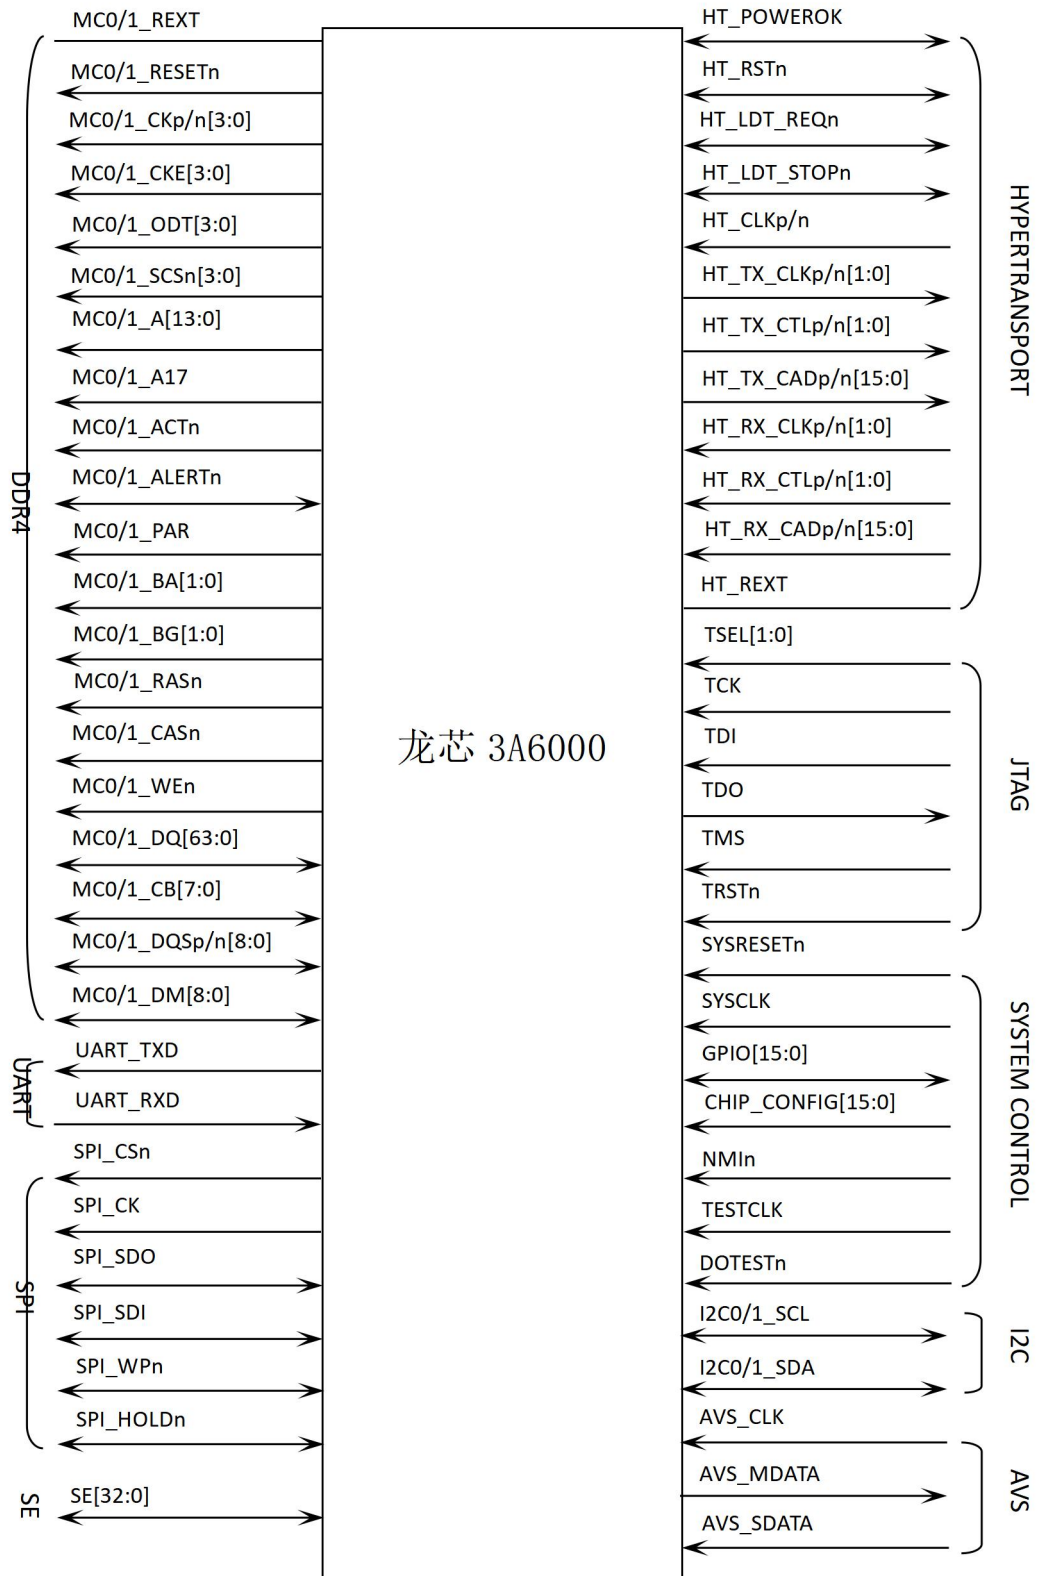 MC0/1_REXT
MC0/1_RESETn
MC0/1_CKp/n[3:0]
MC0/1_CKE[3:0]
MC0/1_ODT[3:0]
MC0/1_SCSn[3:0]
MC0/1_A[13:0]
MC0/1_A17
MC0/1_ACTn
MC0/1_ALERTn
MC0/1_PAR
MC0/1_BA[1:0]
MC0/1_BG[1:0]
MC0/1_RASn
MC0/1_CASn
MC0/1_WEn
MC0/1_DQ[63:0]
MC0/1_CB[7:0]
MC0/1_DQSp/n[8:0]
MC0/1_DM[8:0]
DDR4
UART_TXD
UART_RXD
UART
SPI_CSn
SPI_CK
SPI_SDO
SPI_SDI
SPI_WPn
SPI_HOLDn
SPI
SE[32:0]
SE
龙芯 3A6000
HT_POWEROK
HT_RSTn
HT_LDT_REQn
HT_LDT_STOPn
HT_CLKp/n
HT_TX_CLKp/n[1:0]
HT_TX_CTLp/n[1:0]
HT_TX_CADp/n[15:0]
HT_RX_CLKp/n[1:0]
HT_RX_CTLp/n[1:0]
HT_RX_CADp/n[15:0]
HT_REXT
HYPERTRANSPORT
TSEL[1:0]
TCK
TDI
TDO
TMS
TRSTn
JTAG
SYSRESETn
SYSCLK
GPIO[15:0]
CHIP_CONFIG[15:0]
NMIn
TESTCLK
DOTESTn
SYSTEM CONTROL
I2C0/1_SCL
I2C0/1_SDA
I2C
AVS_CLK
AVS_MDATA
AVS_SDATA
AVS